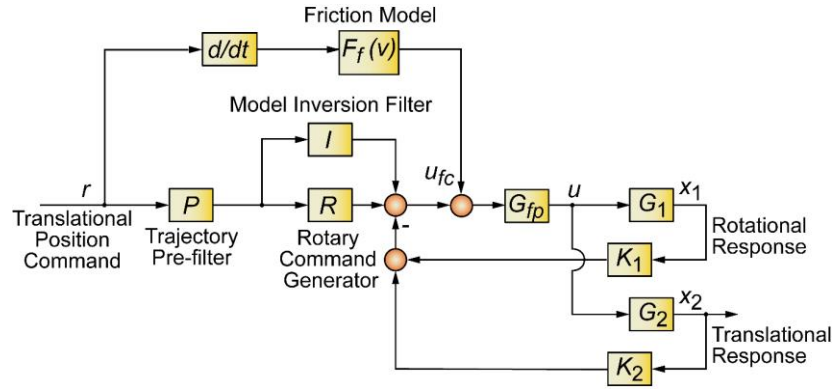 Friction Model
d/dt
Ff(v)
Model Inversion Filter
I
ufc
r
P
R
-
Gfp
u
G1
x1
Translational
Position
Command
Trajectory
Pre-filter
Rotary
Command
Generator
Rotational
Response
K1
G2
x2
Translational
Response
K2